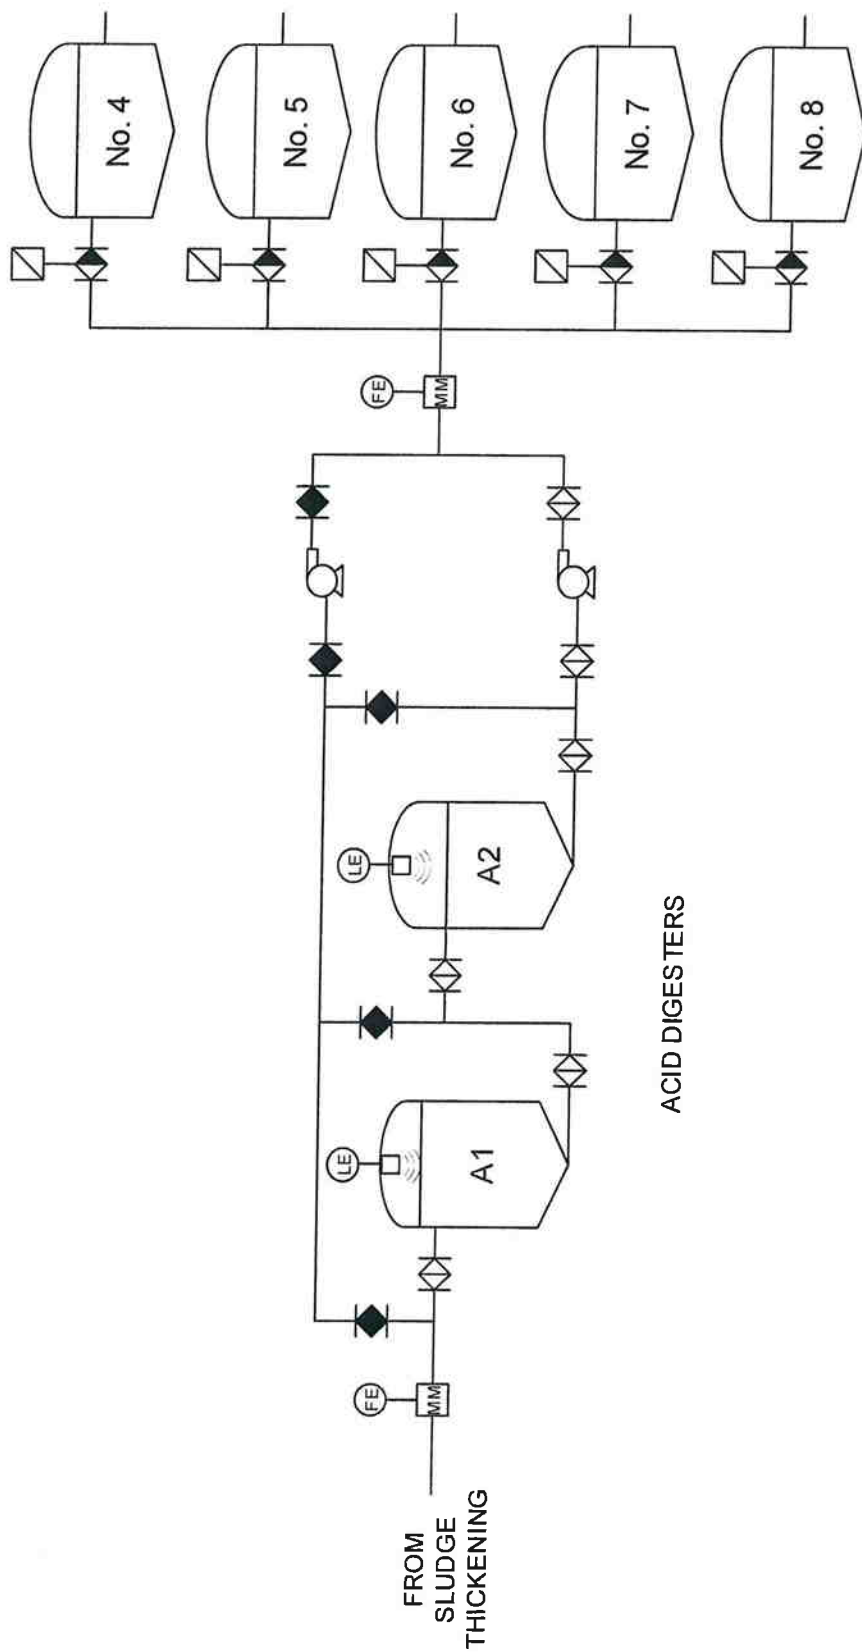 FROM
SLUDGE
THICKENING
FE
MM
LE
A1
LE
A2
ACID DIGESTERS
FE
MM
No. 4
No. 5
No. 6
No. 7
No. 8